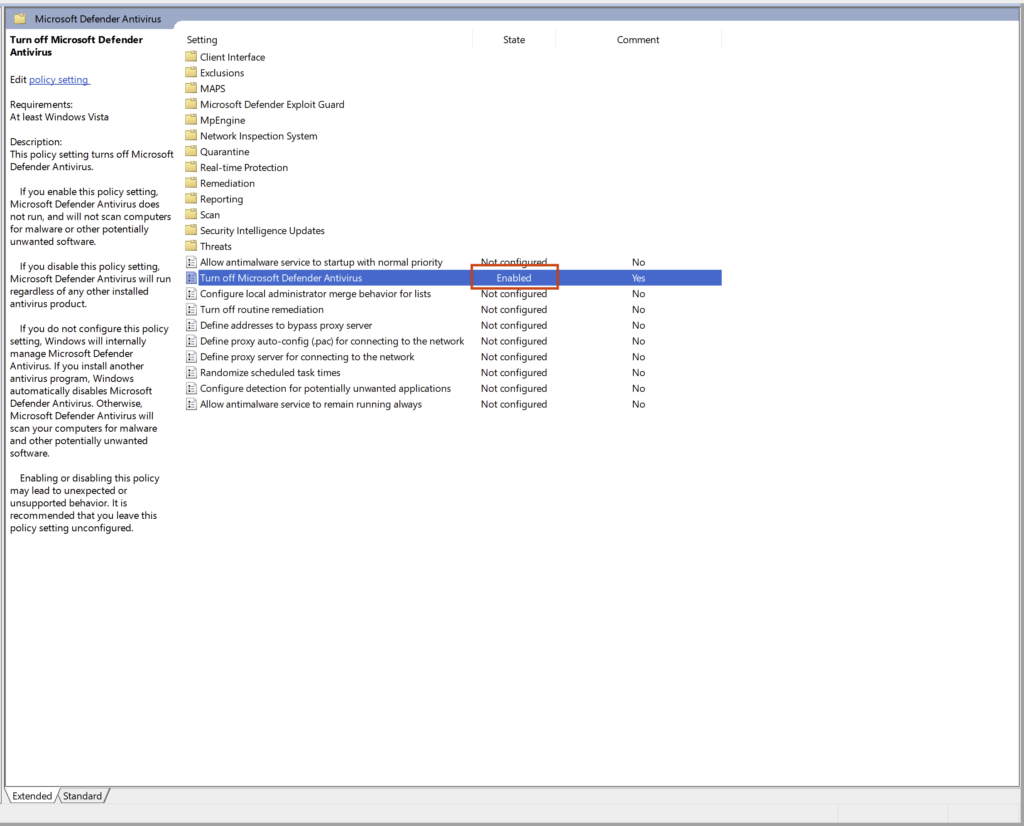 Microsoft Defender Antivirus
Turn off Microsoft Defender
Antivirus
Edit policy setting
Requirements:
At least Windows Vista
Description:
This policy setting turns off Microsoft
Defender Antivirus.
If you enable this policy setting,
Microsoft Defender Antivirus does
not run, and will not scan computers
for malware or other potentially
unwanted software.
If you disable this policy setting,
Microsoft Defender Antivirus will run
regardless of any other installed
antivirus product.
If you do not configure this policy
setting, Windows will internally
manage Microsoft Defender
Antivirus. If you install another
antivirus program, Windows
automatically disables Microsoft
Defender Antivirus. Otherwise,
Microsoft Defender Antivirus will
scan your computers for malware
and other potentially unwanted
software.
Enabling or disabling this policy
may lead to unexpected or
unsupported behavior. It is
recommended that you leave this
policy setting unconfigured.
Setting State Comment
Client Interface
Exclusions
MAPS
Microsoft Defender Exploit Guard
MpEngine
Network Inspection System
Quarantine
Real-time Protection
Remediation
Reporting
Scan
Security Intelligence Updates
Threats
Allow antimalware service to startup with normal priority Not configured No
Turn off Microsoft Defender Antivirus Enabled Yes
Configure local administrator merge behavior for lists Not configured No
Turn off routine remediation Not configured No
Define addresses to bypass proxy server Not configured No
Define proxy auto-config (.pac) for connecting to the network Not configured No
Define proxy server for connecting to the network Not configured No
Randomize scheduled task times Not configured No
Configure detection for potentially unwanted applications Not configured No
Allow antimalware service to remain running always Not configured No
Extended Standard